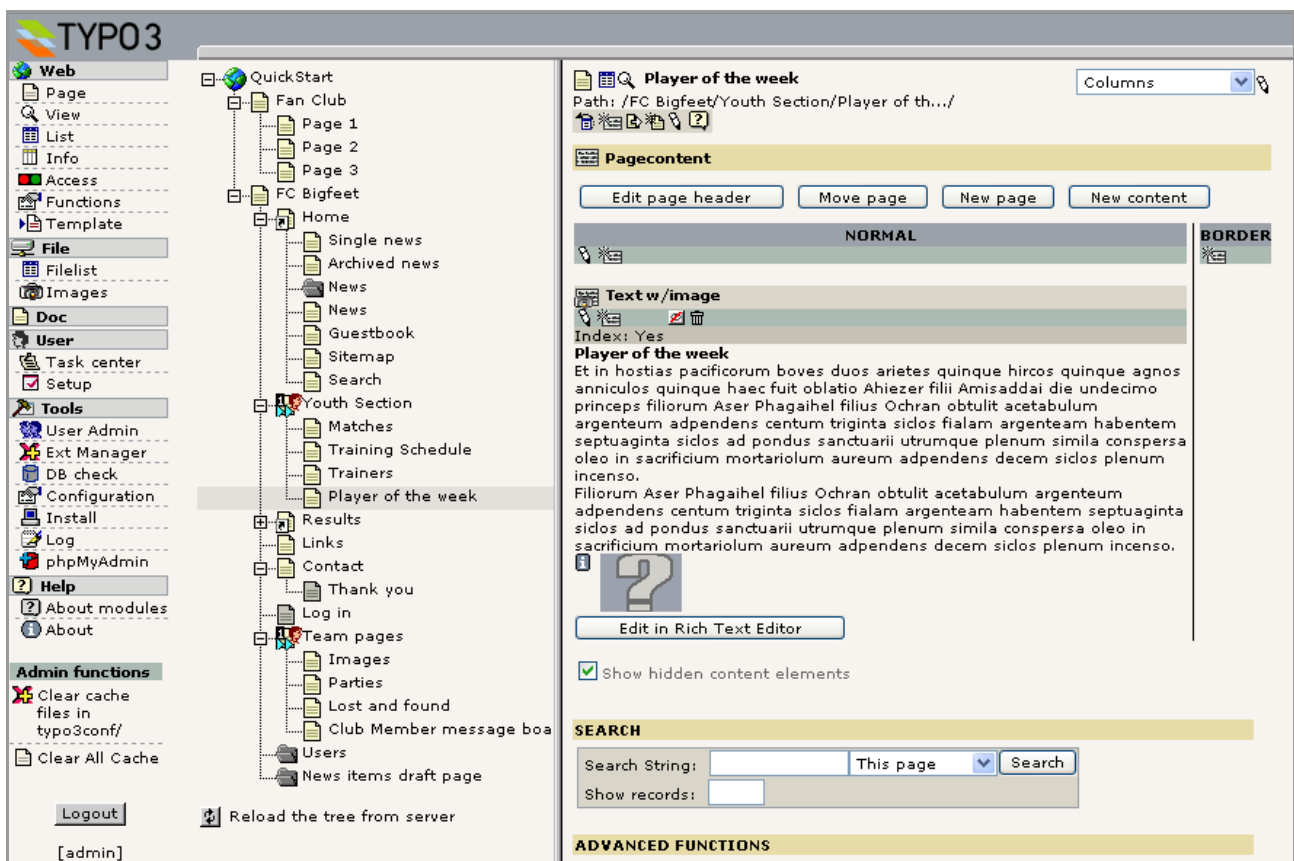 TYPO3
Web
Page
View
List
Info
Access
Functions
Template
File
Filelist
Images
Doc
User
Task center
Setup
Tools
User Admin
Ext Manager
DB check
Configuration
Install
Log
phpMyAdmin
Help
About modules
About
Admin functions
Clear cache
files in
typo3conf/
Clear All Cache
Logout
[admin]
QuickStart
Fan Club
Page 1
Page 2
Page 3
FC Bigfeet
Home
Single news
Archived news
News
News
Guestbook
Sitemap
Search
Youth Section
Matches
Training Schedule
Trainers
Player of the week
Results
Links
Contact
Thank you
Log in
Team pages
Images
Parties
Lost and found
Club Member message boa
Users
News items draft page
Reload the tree from server
Player of the week
Columns
Path: /FC Bigfeet/Youth Section/Player of th.../
Pagecontent
Edit page header Move page New page New content
NORMAL BORDER
Text w/image
Index: Yes
Player of the week
Et in hostias pacificorum boves duos arietes quinque hircos quinque agnos
anniculos quinque haec fuit oblatio Ahiezer filii Amisaddai die undecimo
princeps filiorum Aser Phagaihel filius Ochran obtulit acetabulum
argenteum adpendens centum triginta siclos fialam argenteam habentem
septuaginta siclos ad pondus sanctuarii utrumque plenum simila conspersa
oleo in sacrificium mortariolum aureum adpendens decem siclos plenum
incenso.
Filiorum Aser Phagaihel filius Ochran obtulit acetabulum argenteum
adpendens centum triginta siclos fialam argenteam habentem septuaginta
siclos ad pondus sanctuarii utrumque plenum simila conspersa oleo in
sacrificium mortariolum aureum adpendens decem siclos plenum incenso.
?
Edit in Rich Text Editor
Show hidden content elements
SEARCH
Search String: This page Search
Show records:
ADVANCED FUNCTIONS